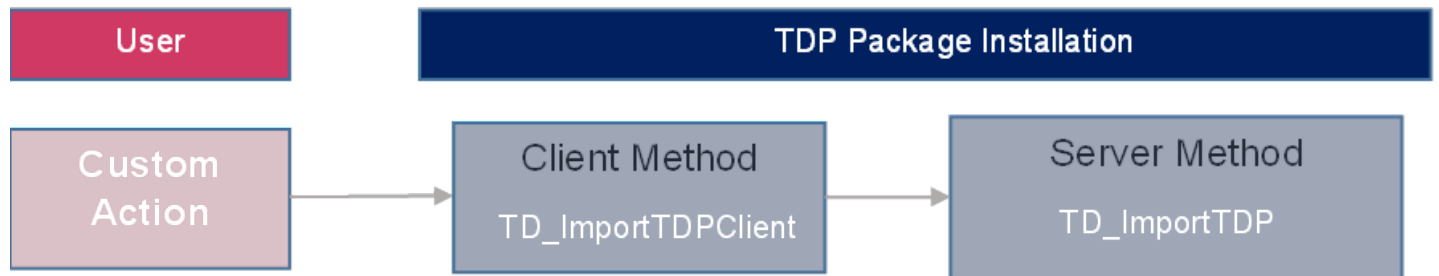 User
TDP Package Installation
Custom
Action
Client Method
TD_ImportTDPClient
Server Method
TD_ImportTDP